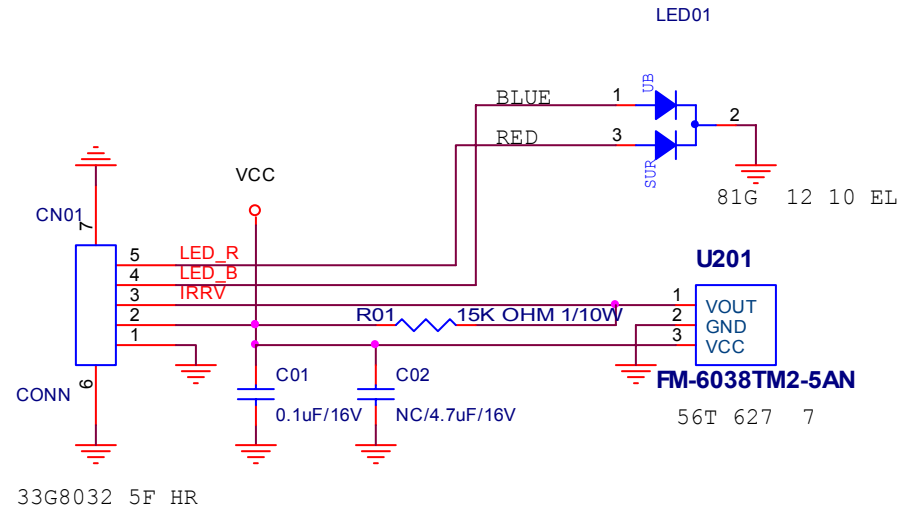 LED01
UB
BLUE
1
2
RED
3
SUR
81G 12 10 EL
VCC
CN01
7
5
LED_R
4
LED_B
3
IRRV
2
1
CONN
6
R01
15K OHM 1/10W
U201
1
VOUT
2
GND
3
VCC
FM-6038TM2-5AN
56T 627 7
C01
0.1uF/16V
C02
NC/4.7uF/16V
33G8032 5F HR